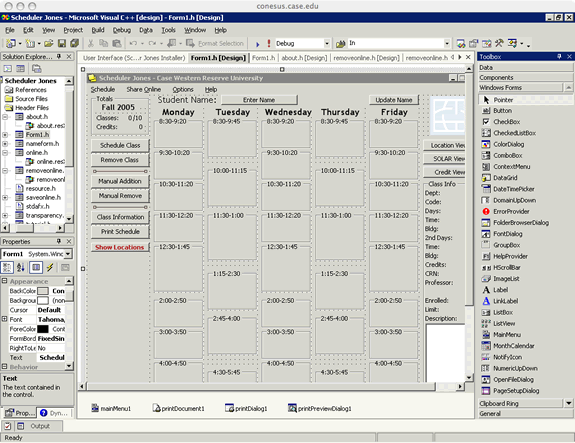 conesus.case.edu
Scheduler Jones - Microsoft Visual C++ [design] - Form1.h [Design]
File Edit View Project Build Debug Data Tools Window Help
Debug
In
Format Selection
Solution Explore...
Scheduler Jones
References
Source Files
Header Files
about.h
about.res
Form1.h
nameform.h
online.h
online.res
removeonline.h
removeonline
resource.h
saveonline.h
stdafx.h
transparency.
Properties
Form1 System.Winc
Appearance
BackColor
Con
Backgroun
(non
Cursor
Default
Font
Tahoma,
ForeColor
Cont
FormBord
FixedSin
RightToLe
No
Text
Schedul
Behavior
Text
The text contained in the control.
Prop...
Dyn...
Output
Ready
User Interface (Sc...r Jones Installer)
Form1.h [Design]
Form1.h
about.h [Design]
removeonline.h [Design]
removeonline
Scheduler Jones - Case Western Reserve University
Schedule Share Online Options Help
Totals
Fall 2005
Classes: 0/10
Credits: 0
Schedule Class
Remove Class
Manual Addition
Manual Remove
Class Information
Print Schedule
Show Locations
Student Name:
Enter Name
Update Name
Monday Tuesday Wednesday Thursday Friday
8:30-9:20 8:30-9:45 8:30-9:20 8:30-9:45 8:30-9:20
9:30-10:20 9:30-10:20 9:30-10:20
10:00-11:15 10:00-11:15
10:30-11:20 10:30-11:20 10:30-11:20
11:30-12:20 11:30-1:00 11:30-12:20 11:30-1:00 11:30-12:20
12:30-1:45 12:30-1:45 12:30-1:45
1:15-2:30 1:15-2:30
2:00-2:50 2:00-2:50 2:00-2:50
2:45-4:00 2:45-4:00
3:00-3:50 3:00-3:50 3:00-3:50
4:00-4:50 4:00-4:50 4:00-4:50
4:30-5:45 4:30-5:45
Location View
SOLAR View
Credit View
Class Info
Dept:
Code:
Days:
Time:
Bldg:
2nd Days:
Time:
Bldg:
Credits:
CRN:
Professor:
Enrolled:
Limit:
Description:
mainMenu1
printDocument1
printDialog1
printPreviewDialog1
Toolbox
Data
Components
Windows Forms
Pointer
Button
CheckBox
CheckedListBox
ColorDialog
ComboBox
ContextMenu
DataGrid
DateTimePicker
DomainUpDown
ErrorProvider
FolderBrowserDialog
FontDialog
GroupBox
HelpProvider
HScrollBar
ImageList
Label
LinkLabel
ListBox
ListView
MainMenu
MonthCalendar
NotifyIcon
NumericUpDown
OpenFileDialog
PageSetupDialog
Clipboard Ring
General